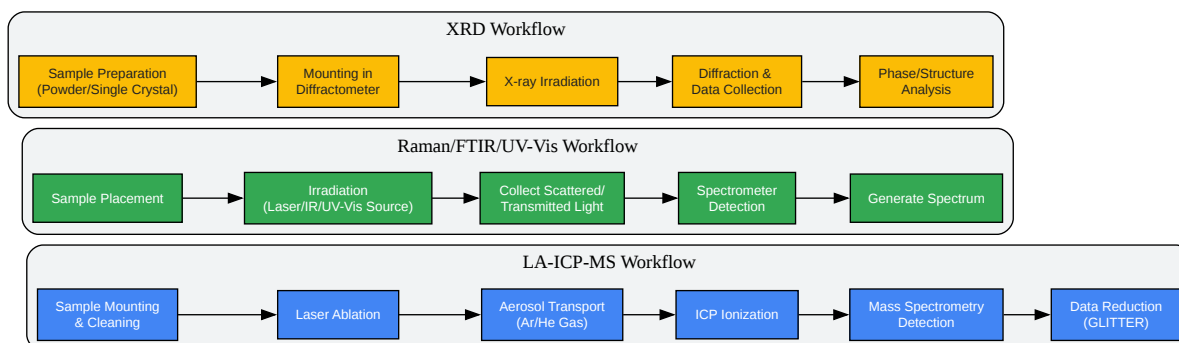 XRD Workflow
Sample Preparation
(Powder/Single Crystal)
Mounting in
Diffractometer
X-ray Irradiation
Diffraction &
Data Collection
Phase/Structure
Analysis
Raman/FTIR/UV-Vis Workflow
Sample Placement
Irradiation
(Laser/IR/UV-Vis Source)
Collect Scattered/
Transmitted Light
Spectrometer
Detection
Generate Spectrum
LA-ICP-MS Workflow
Sample Mounting
& Cleaning
Laser Ablation
Aerosol Transport
(Ar/He Gas)
ICP Ionization
Mass Spectrometry
Detection
Data Reduction
(GLITTER)